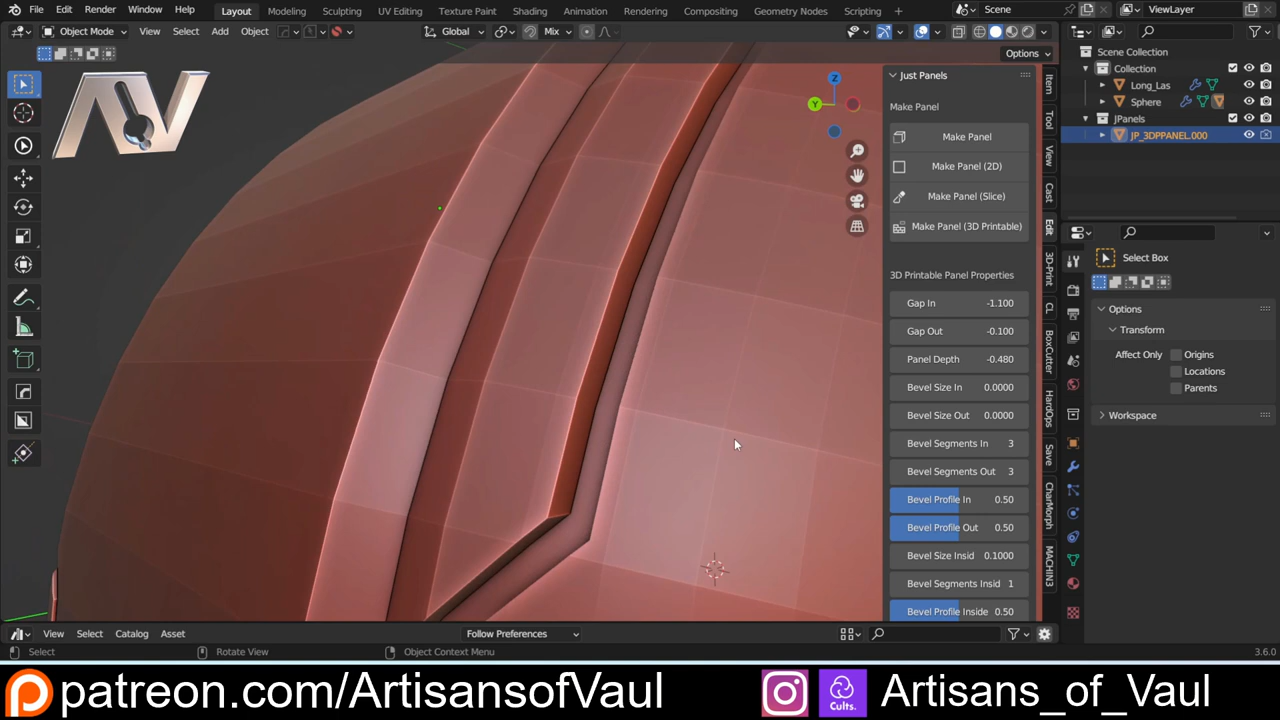 File Edit Render Window Help
Layout Modeling Sculpting UV Editing Texture Paint Shading Animation Rendering Compositing Geometry Nodes Scripting +
Scene ViewLayer
Object Mode View Select Add Object Global Mix
Options
AV
Z
Y
Just Panels
Make Panel
Make Panel
Make Panel (2D)
Make Panel (Slice)
Make Panel (3D Printable)
3D Printable Panel Properties
Gap In -1.100
Gap Out -0.100
Panel Depth -0.480
Bevel Size In 0.0000
Bevel Size Out 0.0000
Bevel Segments In 3
Bevel Segments Out 3
Bevel Profile In 0.50
Bevel Profile Out 0.50
Bevel Size Insid 0.1000
Bevel Segments Insid 1
Bevel Profile Inside 0.50
Item
Tool
View
Cast
Edit
3D-Print
CL
BoxCutter
HardOps
Save
CharMorph
MACHIN3
Scene Collection
Collection
Long_Las
Sphere
JPanels
JP_3DPPANEL.000
Select Box
Options
Transform
Affect Only Origins
Locations
Parents
Workspace
View Select Catalog Asset Follow Preferences
Select Rotate View Object Context Menu 3.6.0
patreon.com/ArtisansofVaul Cults. Artisans_of_Vaul